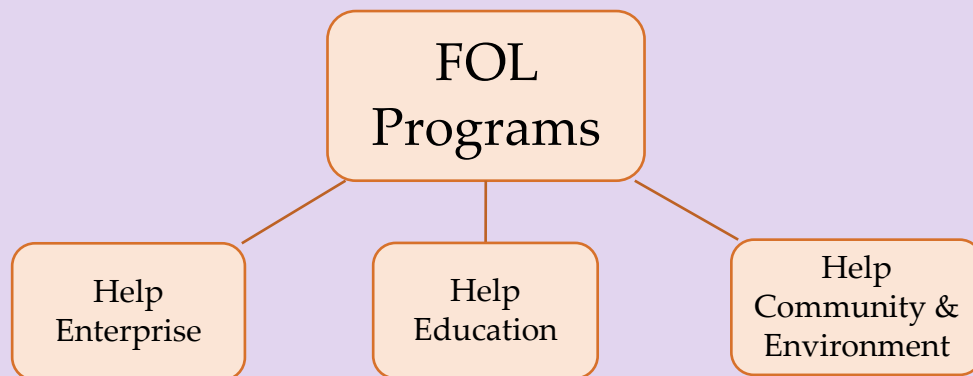 FOL
Programs
Help
Enterprise
Help
Education
Help
Community &
Environment